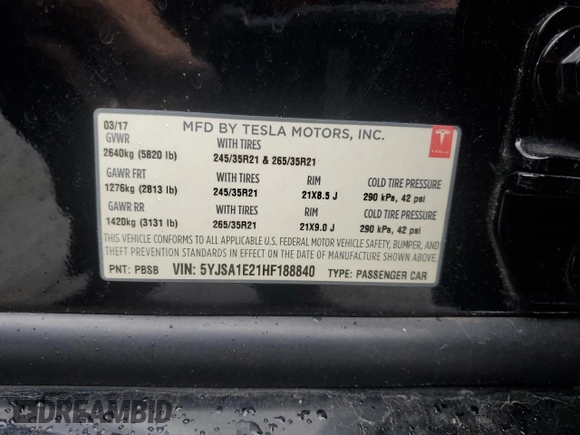 03/17 MFD BY TESLA MOTORS, INC.
GVWR WITH TIRES
2640kg (5820 lb) 245/35R21 & 265/35R21
GAWR FRT WITH TIRES RIM COLD TIRE PRESSURE
1276kg (2813 lb) 245/35R21 21X8.5 J 290 kPa, 42 psi
GAWR RR WITH TIRES RIM COLD TIRE PRESSURE
1420kg (3131 lb) 265/35R21 21X9.0 J 290 kPa, 42 psi
THIS VEHICLE CONFORMS TO ALL APPLICABLE U.S. FEDERAL MOTOR VEHICLE SAFETY, BUMPER, AND
THEFT PREVENTION STANDARDS IN EFFECT ON THE DATE OF MANUFACTURE SHOWN ABOVE.
PNT: PBSB VIN: 5YJSA1E21HF188840 TYPE: PASSENGER CAR
TESLA
DREAMBID